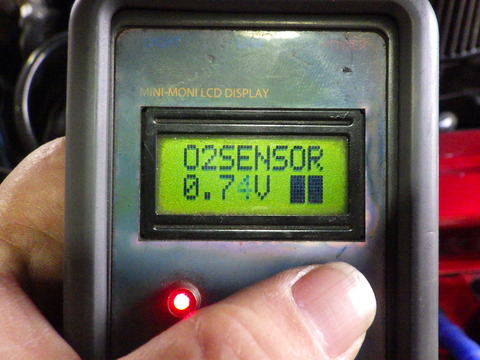 MINI-MONI LCD DISPLAY
O2SENSOR
0.74V